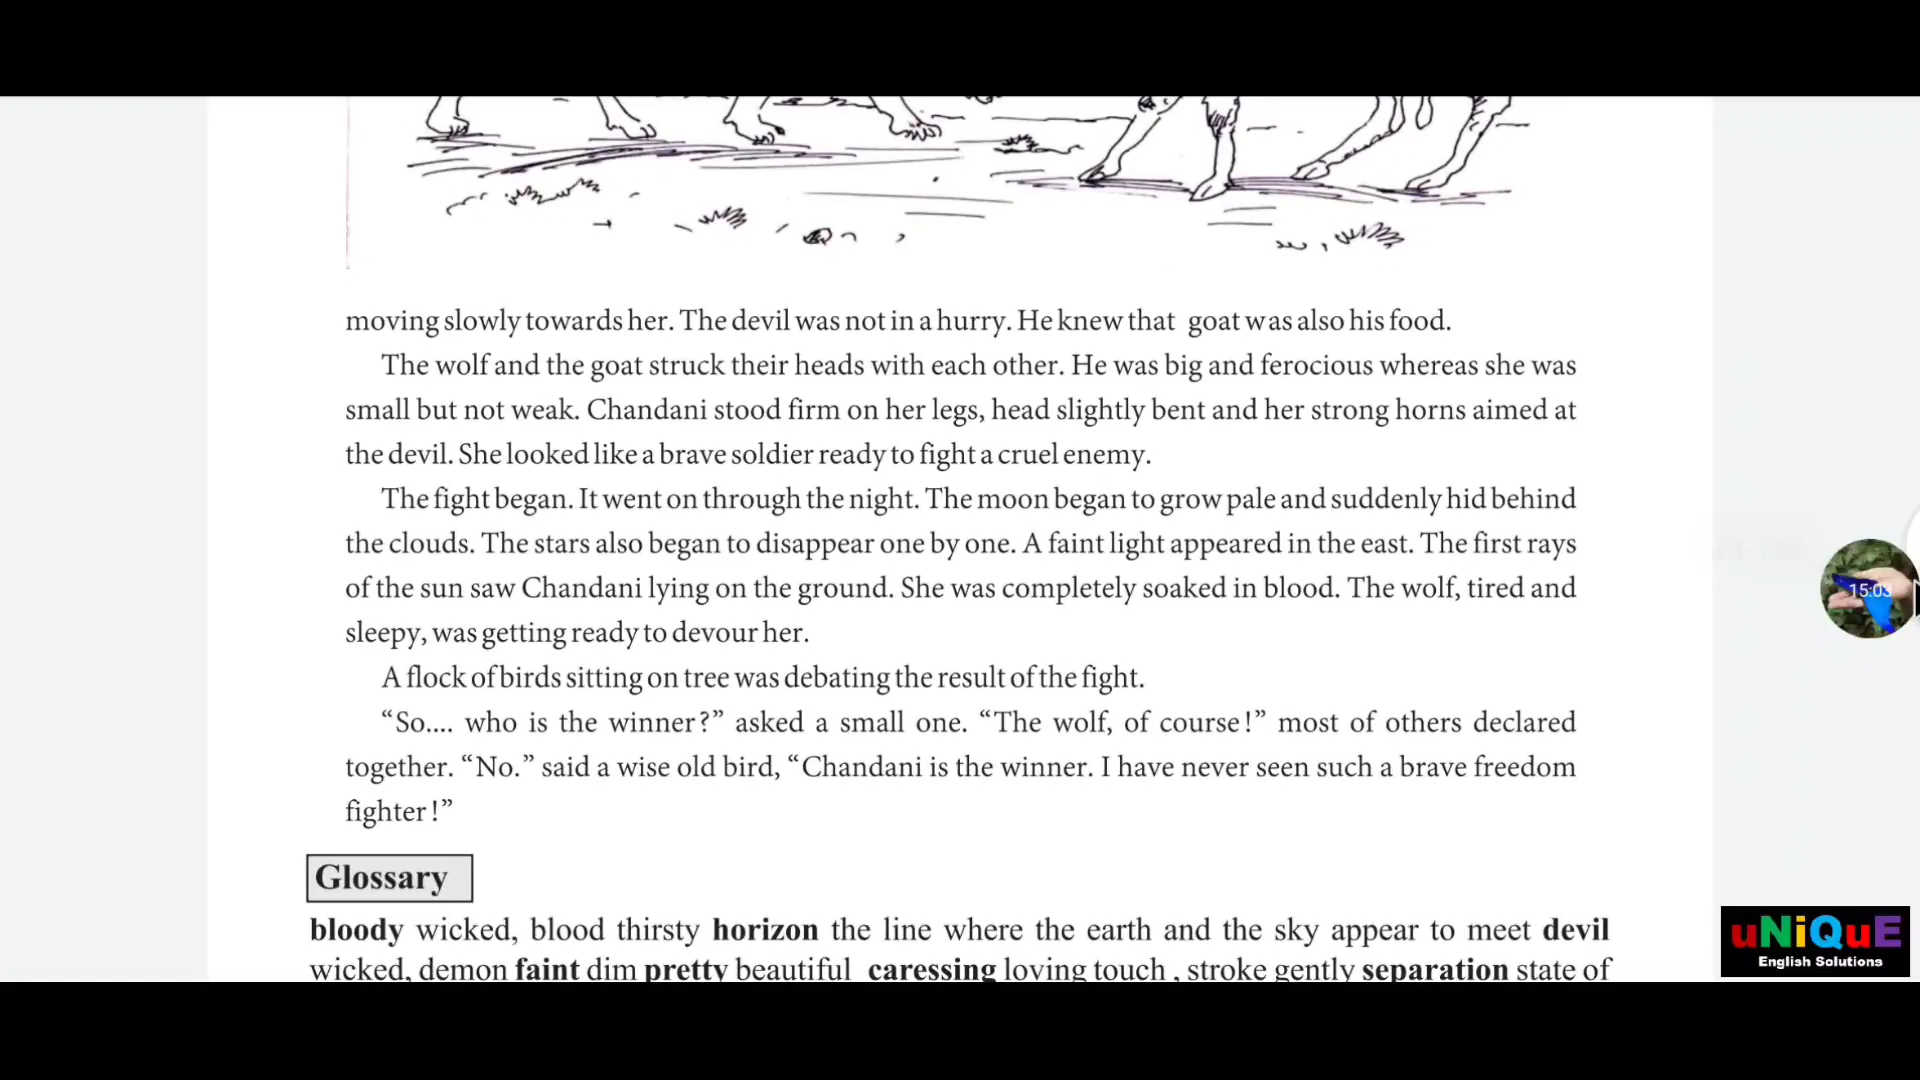 moving slowly towards her. The devil was not in a hurry. He knew that goat was also his food.
The wolf and the goat struck their heads with each other. He was big and ferocious whereas she was
small but not weak. Chandani stood firm on her legs, head slightly bent and her strong horns aimed at
the devil. She looked like a brave soldier ready to fight a cruel enemy.
The fight began. It went on through the night. The moon began to grow pale and suddenly hid behind
the clouds. The stars also began to disappear one by one. A faint light appeared in the east. The first rays
of the sun saw Chandani lying on the ground. She was completely soaked in blood. The wolf, tired and
sleepy, was getting ready to devour her.
A flock of birds sitting on tree was debating the result of the fight.
“So.... who is the winner?” asked a small one. “The wolf, of course!” most of others declared
together. “No.” said a wise old bird, “Chandani is the winner. I have never seen such a brave freedom
fighter!”
Glossary
bloody wicked, blood thirsty horizon the line where the earth and the sky appear to meet devil
wicked, demon faint dim pretty beautiful caressing loving touch , stroke gently separation state of
15:03
uNiQuE
English Solutions